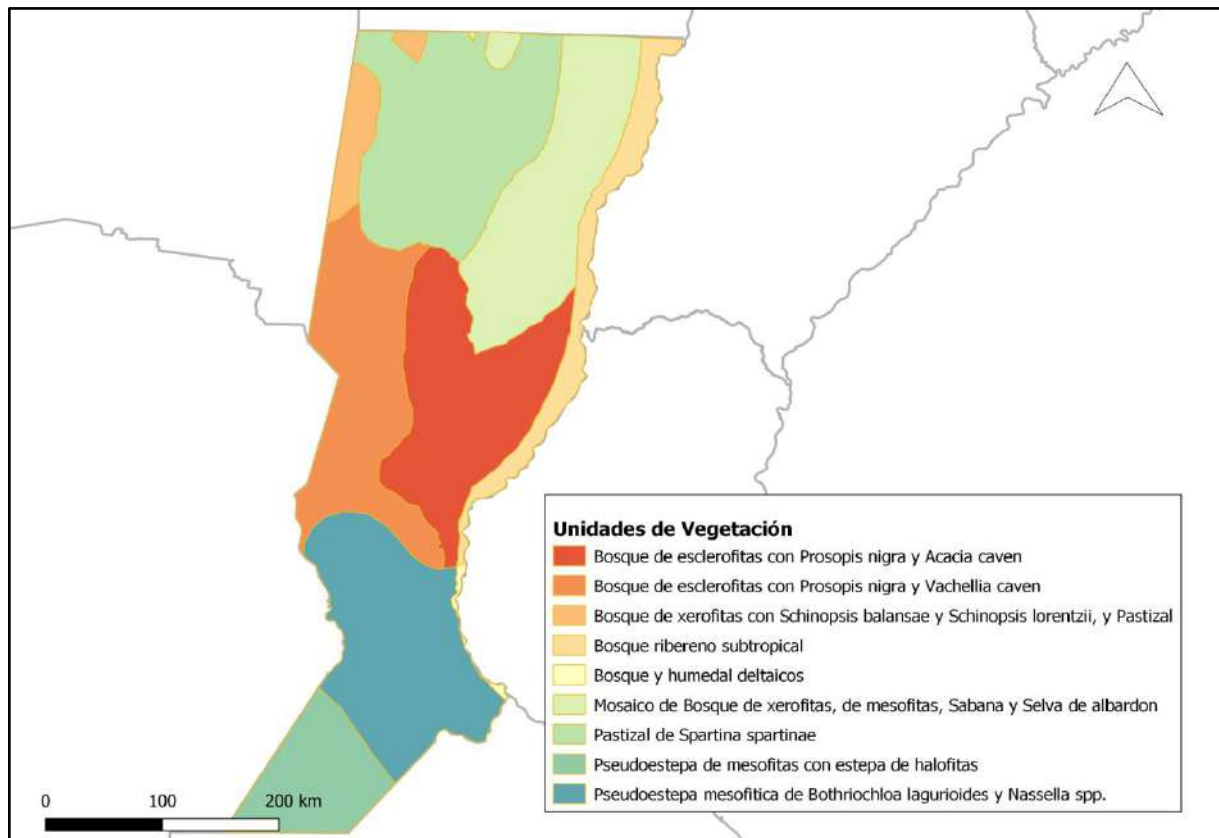 Unidades de Vegetación
Bosque de esclerofitas con Prosopis nigra y Acacia caven
Bosque de esclerofitas con Prosopis nigra y Vachellia caven
Bosque de xerofitas con Schinopsis balansae y Schinopsis lorentzii, y Pastizal
Bosque ribereno subtropical
Bosque y humedal deltaicos
Mosaico de Bosque de xerofitas, de mesofitas, Sabana y Selva de albardon
Pastizal de Spartina spartinae
Pseudoestepa de mesofitas con estepa de halofitas
Pseudoestepa mesofitica de Bothriochloa lagurioides y Nassella spp.
0 100 200 km